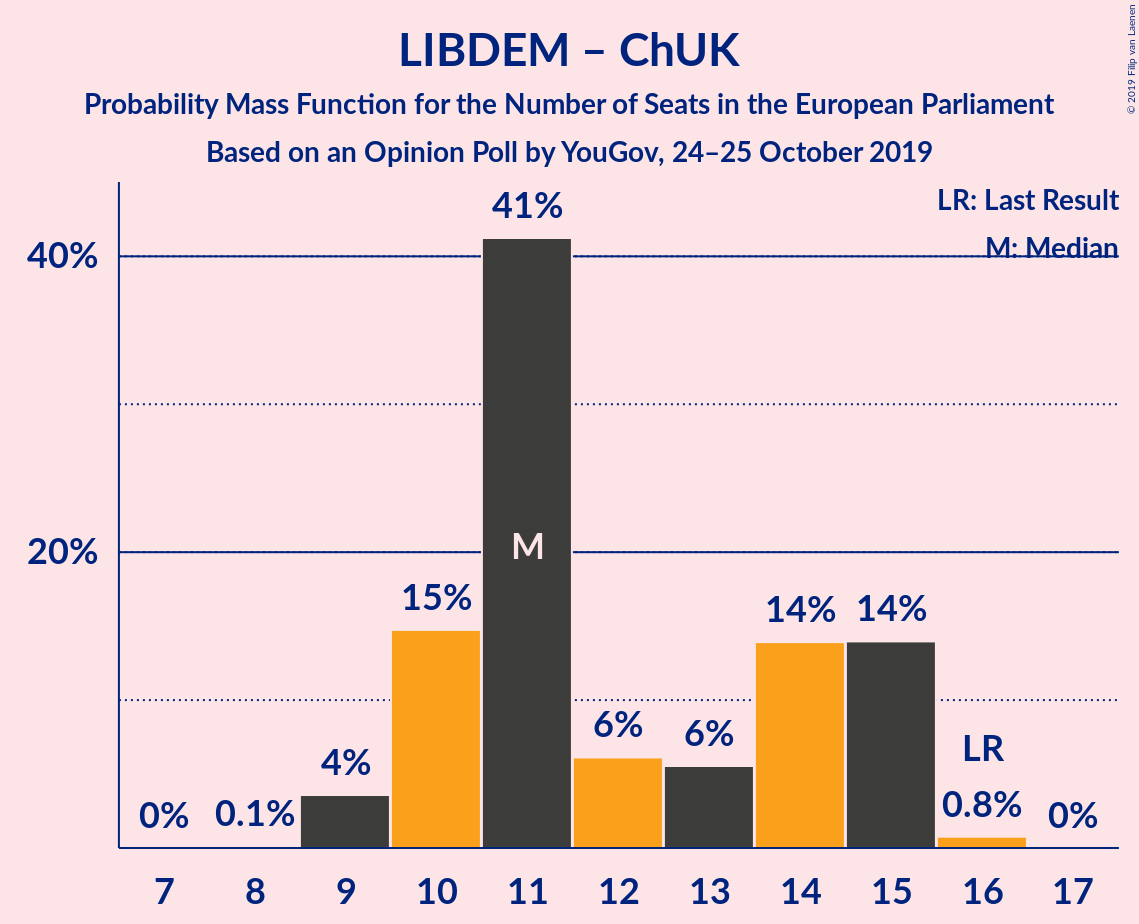 LIBDEM – ChUK
Probability Mass Function for the Number of Seats in the European Parliament
Based on an Opinion Poll by YouGov, 24–25 October 2019
© 2019 Filip van Laenen
LR: Last Result
M: Median
40%
20%
0%
0.1%
4%
15%
41%
M
6%
6%
14%
14%
LR
0.8%
0%
7 8 9 10 11 12 13 14 15 16 17